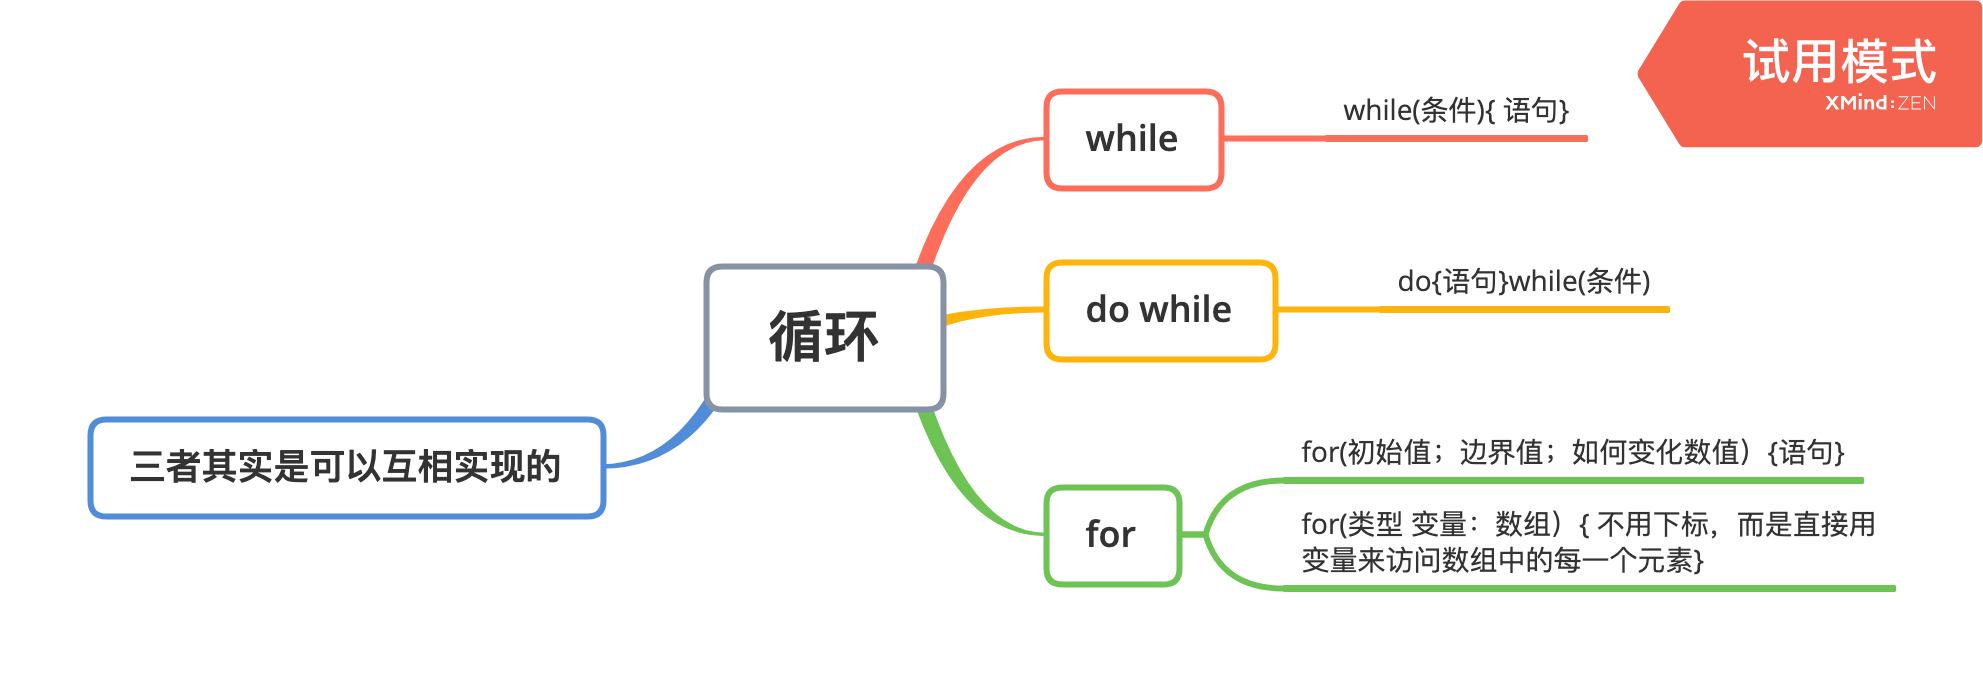 试用模式
XMind:ZEN
while
while(条件){ 语句}
do while
do{语句}while(条件)
循环
三者其实是可以互相实现的
for
for(初始值；边界值；如何变化数值）{语句}
for(类型 变量：数组）{ 不用下标，而是直接用
变量来访问数组中的每一个元素}